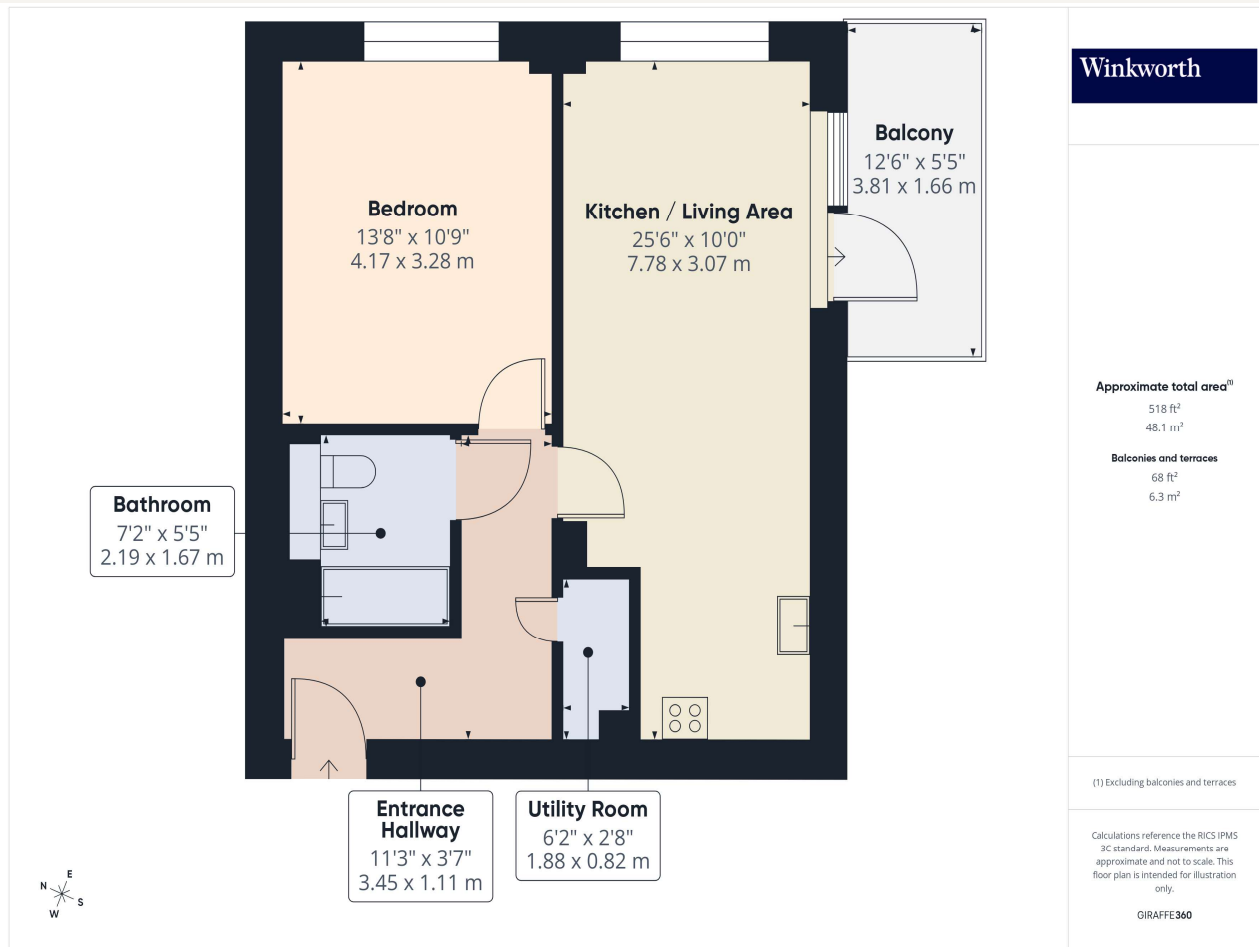 Winkworth
Balcony
12'6" x 5'5"
3.81 x 1.66 m
Bedroom
13'8" x 10'9"
4.17 x 3.28 m
Kitchen / Living Area
25'6" x 10'0"
7.78 x 3.07 m
Approximate total area(1)
518 ft²
48.1 m²
Balconies and terraces
68 ft²
6.3 m²
Bathroom
7'2" x 5'5"
2.19 x 1.67 m
Entrance
Hallway
11'3" x 3'7"
3.45 x 1.11 m
Utility Room
6'2" x 2'8"
1.88 x 0.82 m
(1) Excluding balconies and terraces
Calculations reference the RICS IPMS
3C standard. Measurements are
approximate and not to scale. This
floor plan is intended for illustration
only.
GIRAFFE360
E
N
S
W